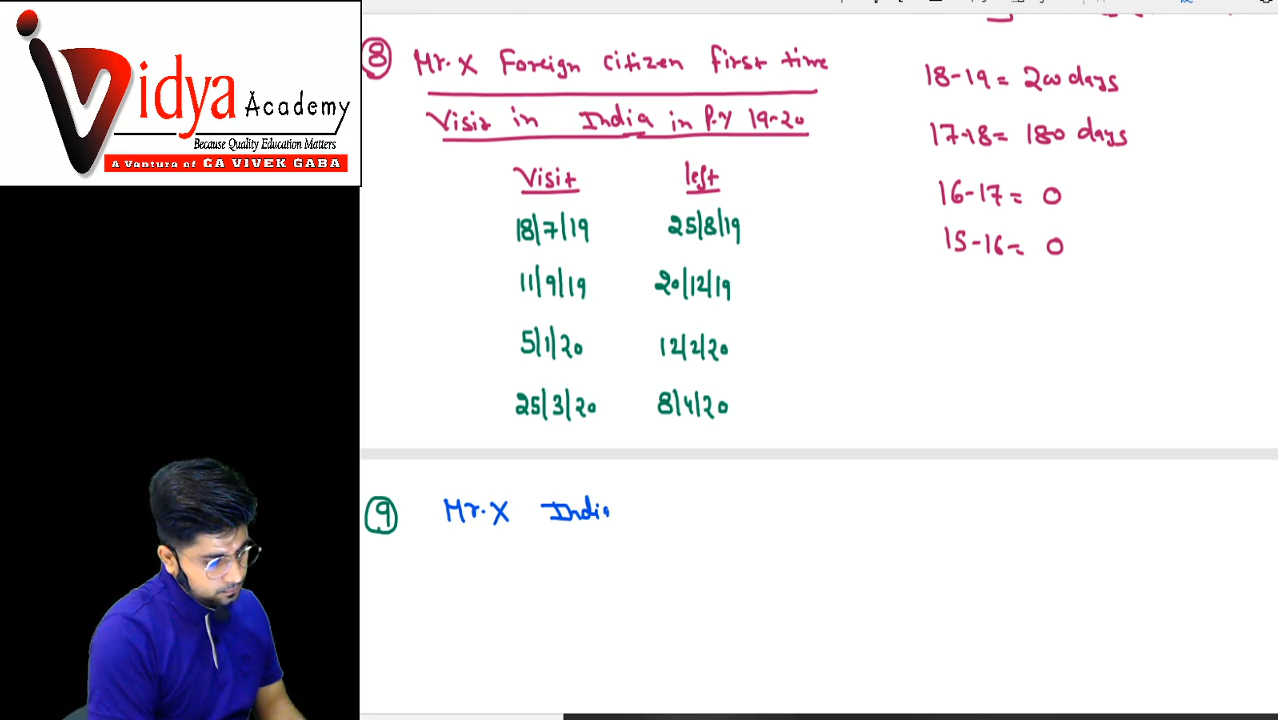 Vidya
Academy
Because Quality Education Matters
A Ventura of CA VIVEK GABA
8 Mr. X Foreign Citizen First time
Visit in India in P.Y 19-20
Visit left
18/7/19 25/8/19
11/9/19 20/12/19
5/1/20 12/2/20
25/3/20 8/4/20
18-19 = 200 days
17-18 = 180 days
16-17 = 0
15-16 = 0
9 Mr. X India